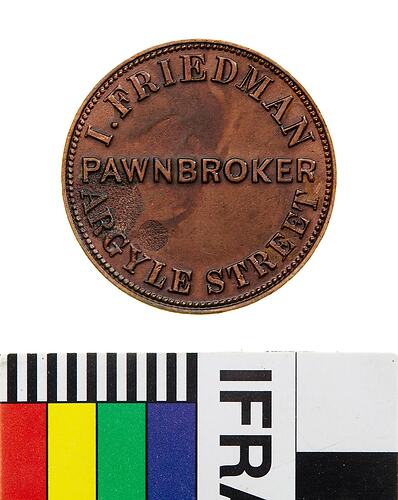 I. FRIEDMAN
PAWNBROKER
ARGYLE STREET
IFRA